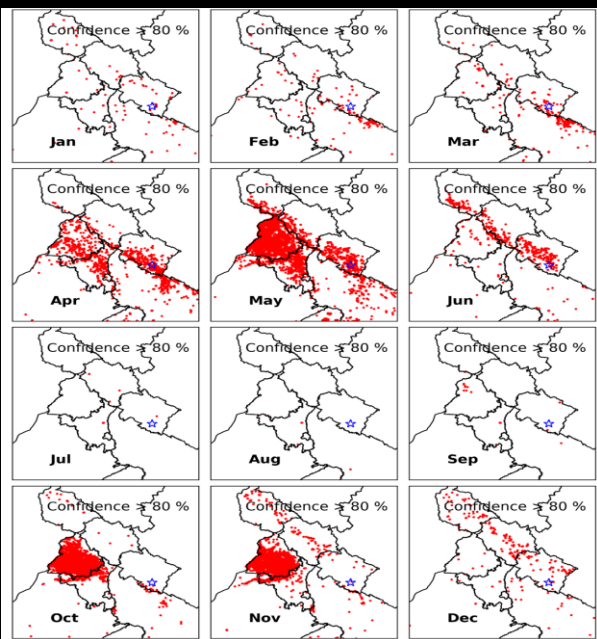 Confidence > 80 %
Confidence > 80 %
Confidence > 80 %
Jan
Feb
Mar
Confidence > 80 %
Confidence > 80 %
Confidence > 80 %
Apr
May
Jun
Confidence > 80 %
Confidence > 80 %
Confidence > 80 %
Jul
Aug
Sep
Confidence > 80 %
Confidence > 80 %
Confidence > 80 %
Oct
Nov
Dec